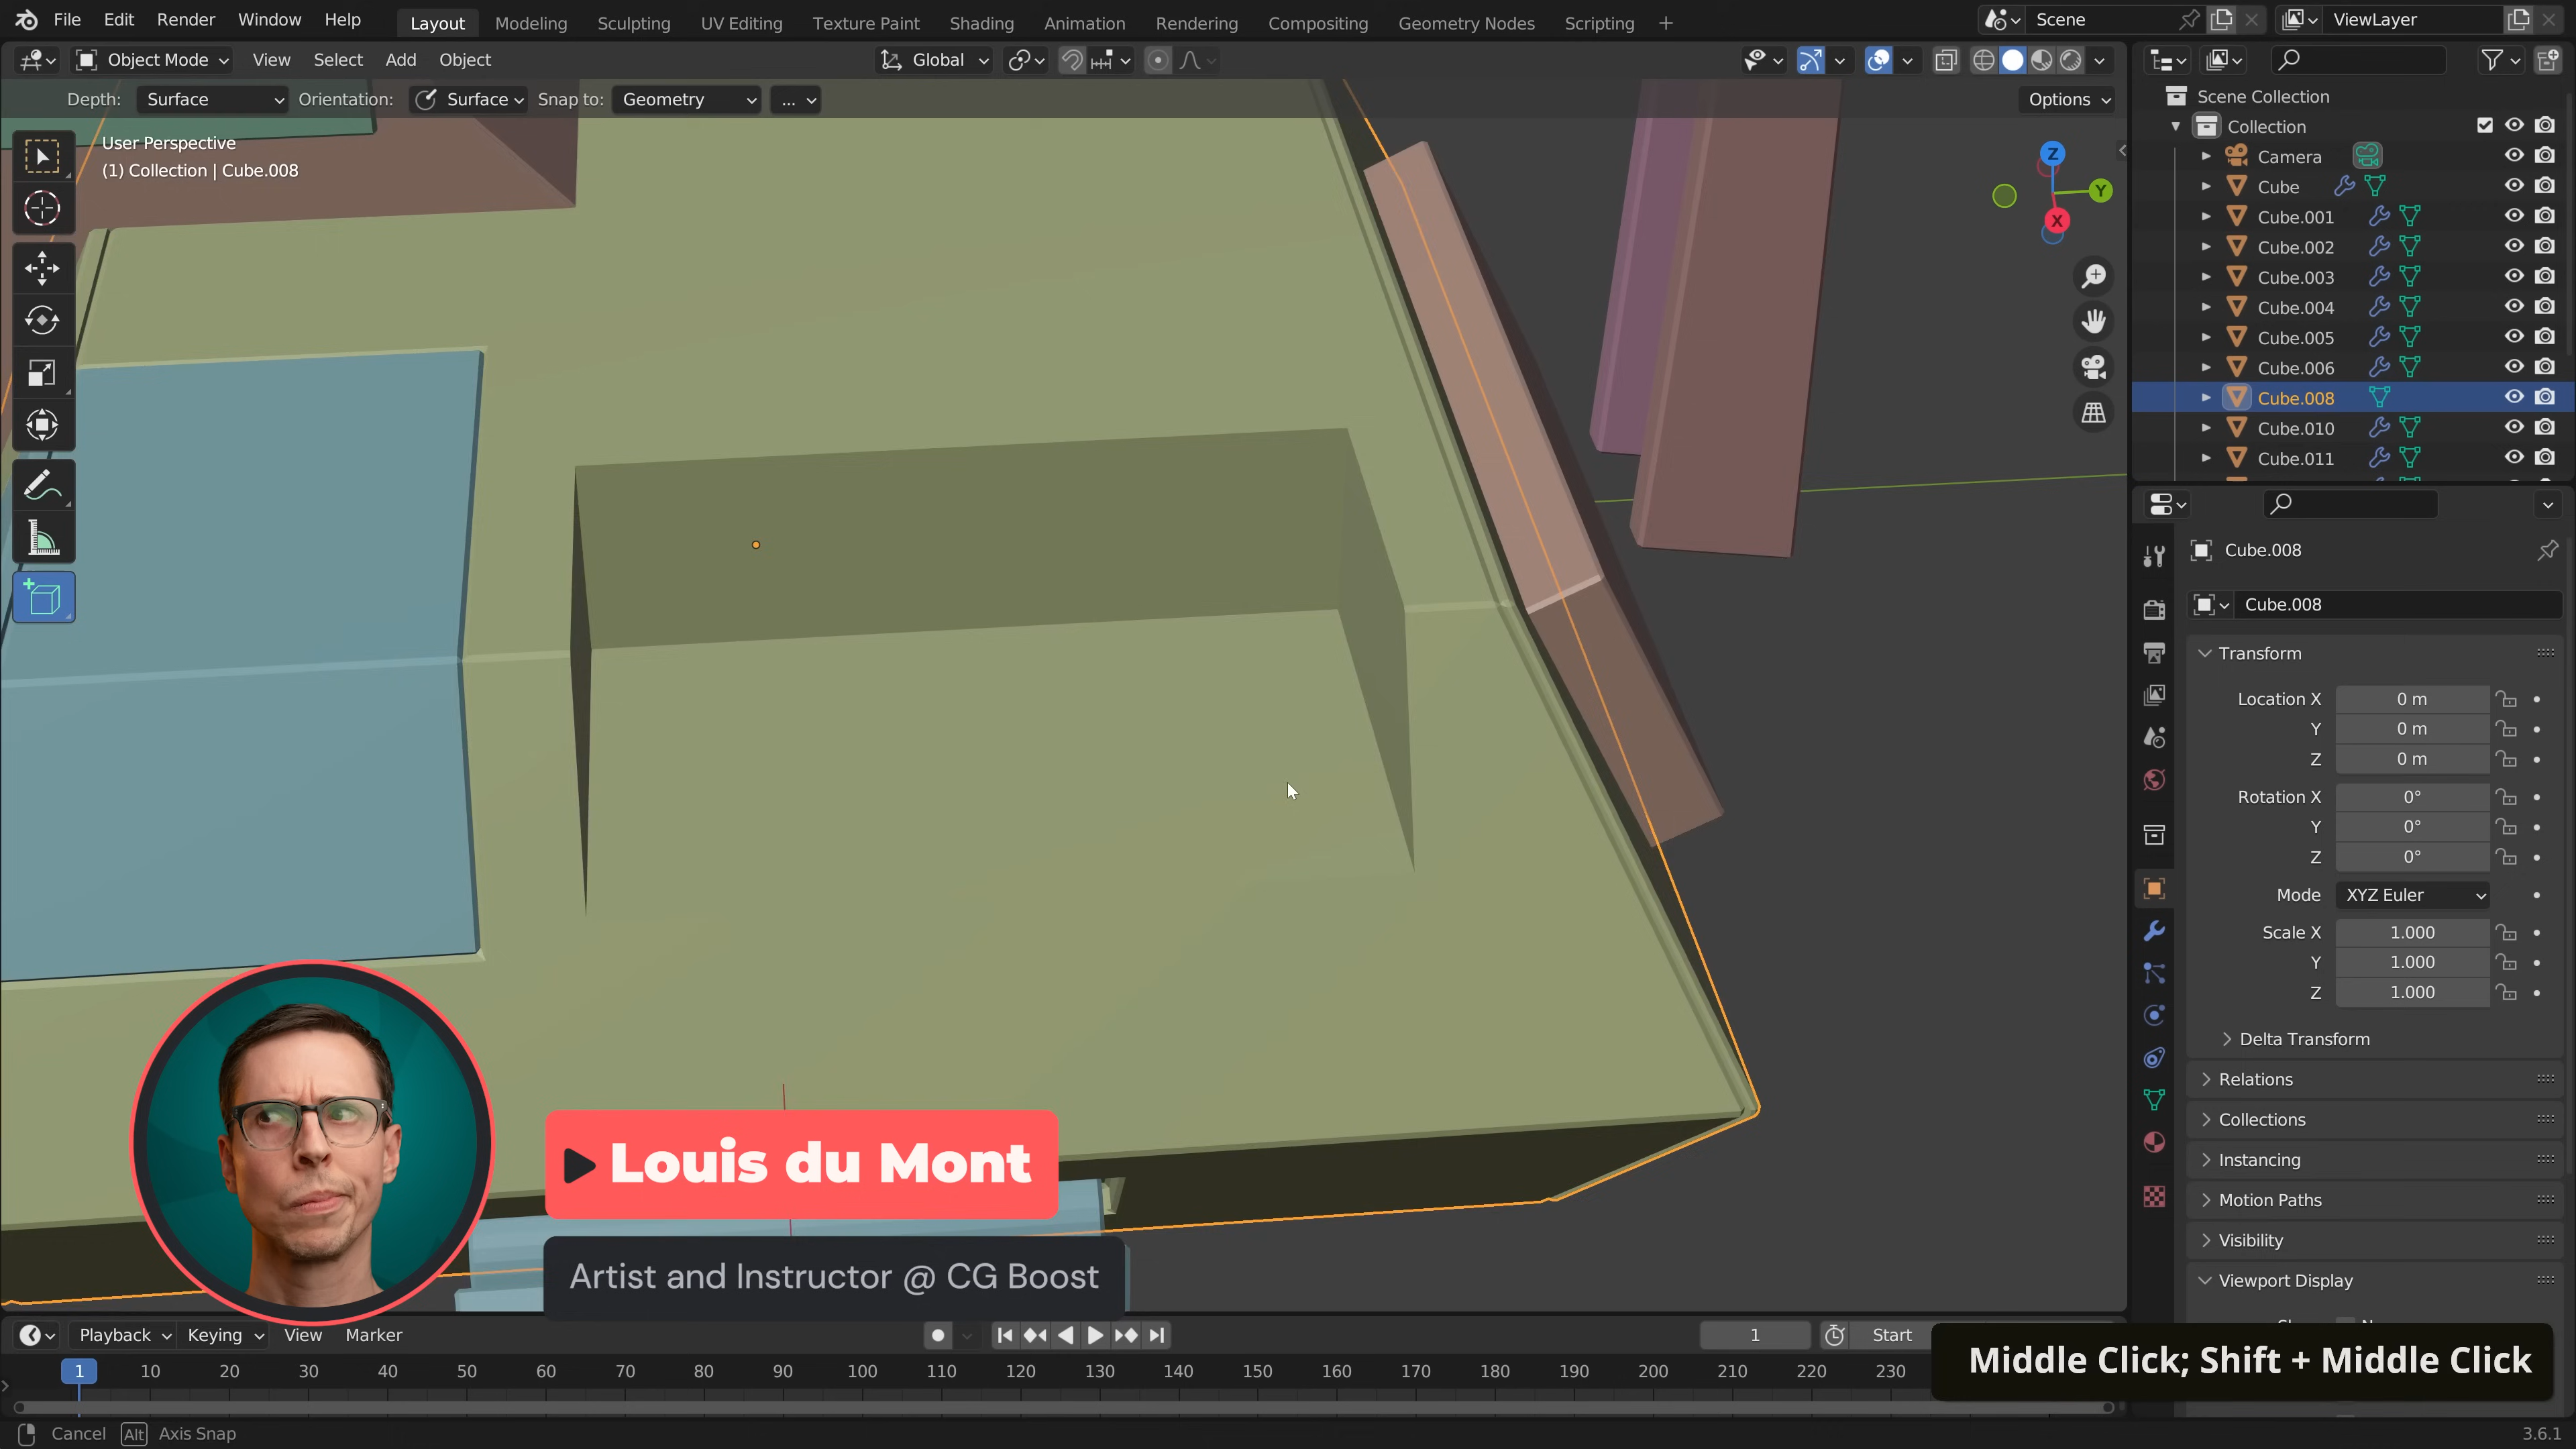 File Edit Render Window Help Layout Modeling Sculpting UV Editing Texture Paint Shading Animation Rendering Compositing Geometry Nodes Scripting + Scene ViewLayer
Object Mode View Select Add Object Global
Depth: Surface Orientation: Surface Snap to: Geometry ... Options
User Perspective
(1) Collection | Cube.008
Z
Y
X
Scene Collection
Collection
Camera
Cube
Cube.001
Cube.002
Cube.003
Cube.004
Cube.005
Cube.006
Cube.008
Cube.010
Cube.011
Cube.008
Cube.008
Transform
Location X 0 m
Y 0 m
Z 0 m
Rotation X 0°
Y 0°
Z 0°
Mode XYZ Euler
Scale X 1.000
Y 1.000
Z 1.000
Delta Transform
Relations
Collections
Instancing
Motion Paths
Visibility
Viewport Display
Louis du Mont
Artist and Instructor @ CG Boost
Playback Keying View Marker 1 Start
Middle Click; Shift + Middle Click
1 10 20 30 40 50 60 70 80 90 100 110 120 130 140 150 160 170 180 190 200 210 220 230
Cancel Alt Axis Snap 3.6.1